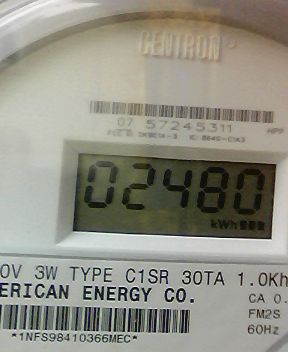 CENTRON®
07 57245311 HPP
02480
kWh
0V 3W TYPE C1SR 30TA 1.0Kh
ERICAN ENERGY CO.
CA 0.
FM2S
60Hz
*1NFS98410366MEC*